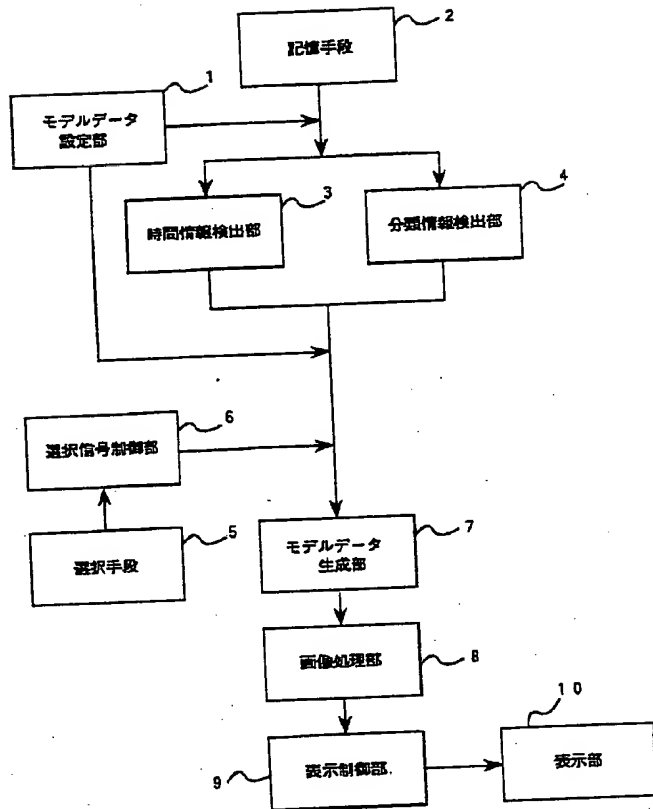 2
記憶手段
1
モデルデータ
設定部
3
時間情報検出部
4
分類情報検出部
6
選択信号制御部
5
選択手段
7
モデルデータ
生成部
8
画像処理部
10
表示部
9
表示制御部